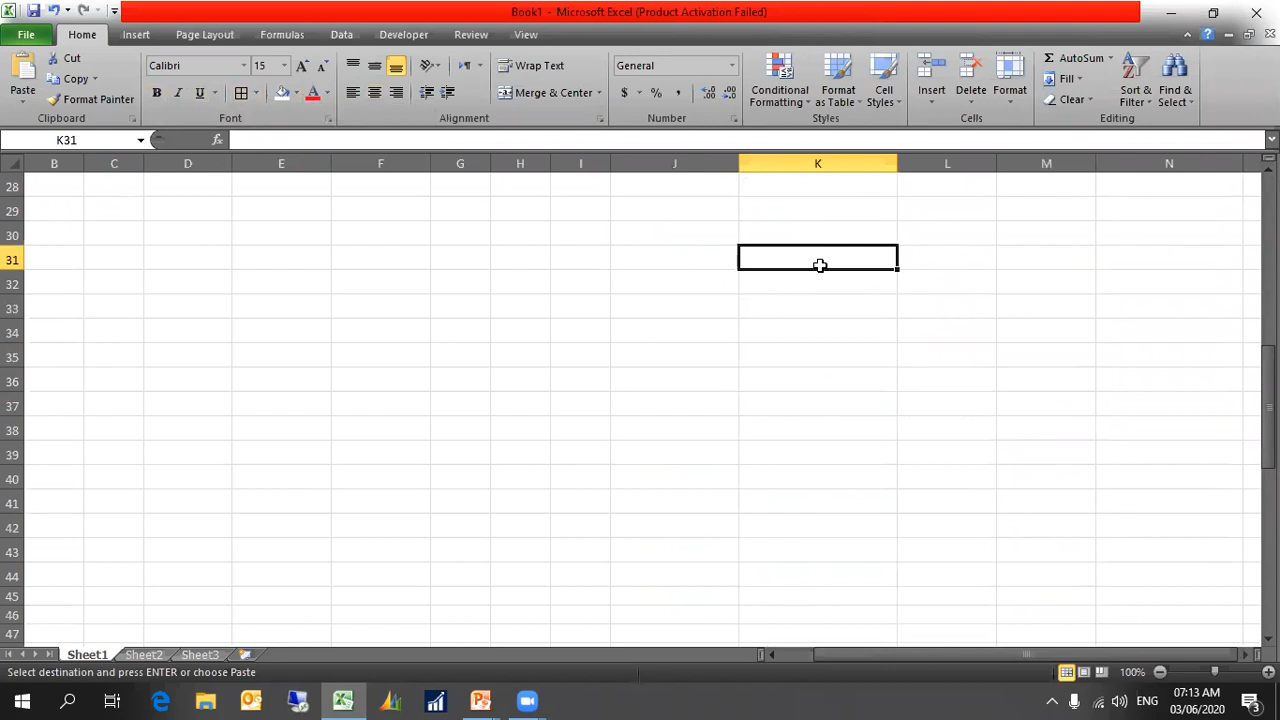 Book1 - Microsoft Excel (Product Activation Failed)
File Home Insert Page Layout Formulas Data Developer Review View
Paste
Cut
Copy
Format Painter
Clipboard
Calibri 15
B I U
Font
Wrap Text
Merge & Center
Alignment
General
$ % ,
Number
Conditional Formatting
Format as Table
Cell Styles
Styles
Insert Delete Format
Cells
Σ AutoSum
Fill
Clear
Sort & Filter
Find & Select
Editing
K31
fx
B C D E F G H I J K L M N
28
29
30
31
32
33
34
35
36
37
38
39
40
41
42
43
44
45
46
47
Sheet1 Sheet2 Sheet3
Select destination and press ENTER or choose Paste
100%
ENG
07:13 AM
03/06/2020
3